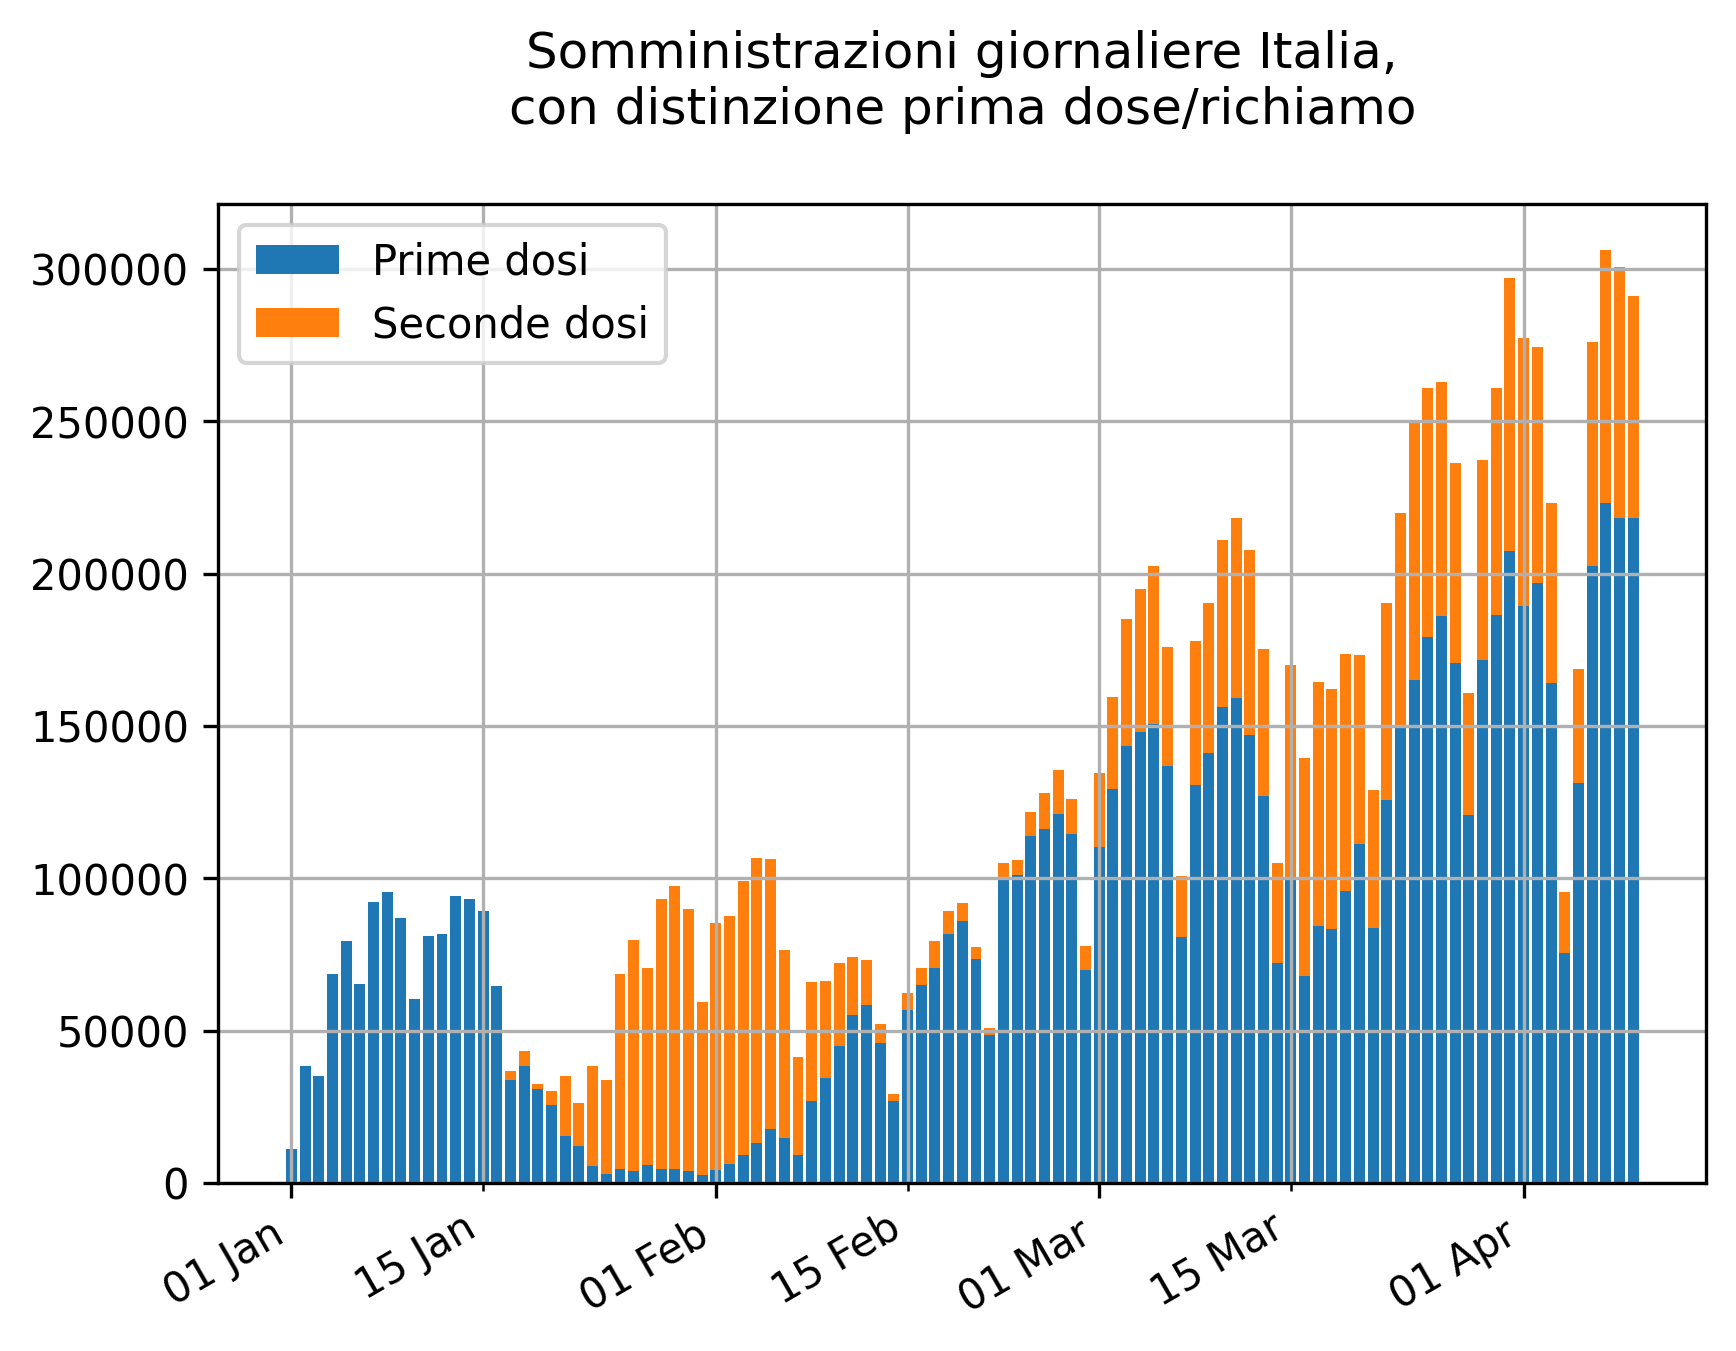 Somministrazioni giornaliere Italia,
con distinzione prima dose/richiamo
Prime dosi
Seconde dosi
300000
250000
200000
150000
100000
50000
0
01 Jan
15 Jan
01 Feb
15 Feb
01 Mar
15 Mar
01 Apr